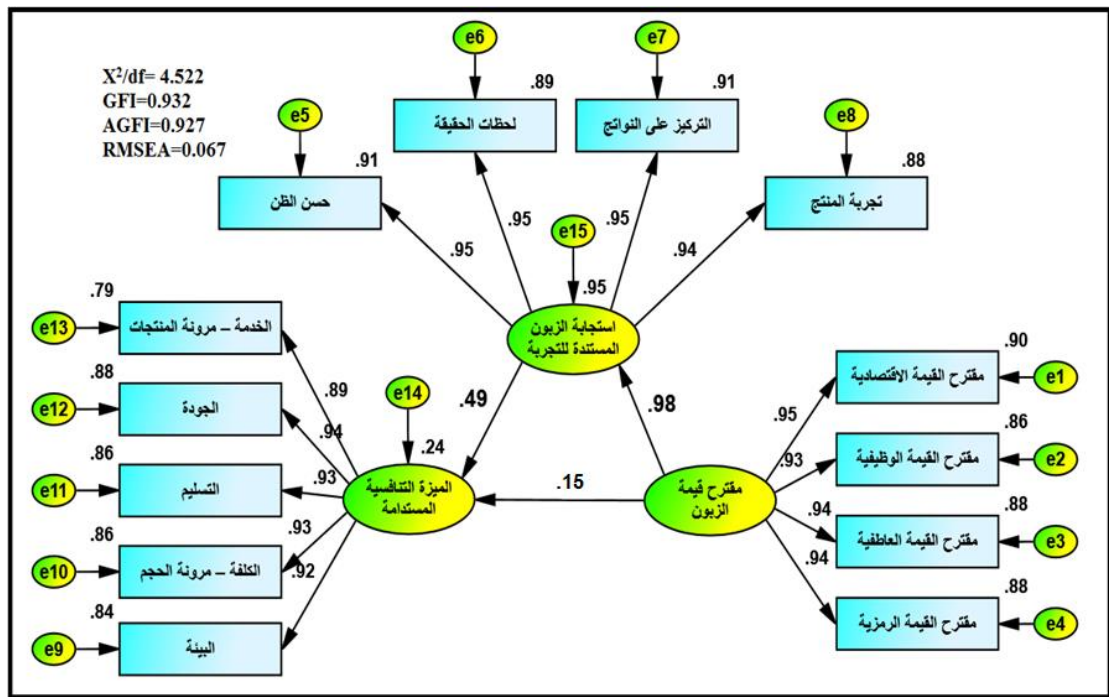 X²/df= 4.522
GFI=0.932
AGFI=0.927
RMSEA=0.067
e6
e7
e5
e8
.89
.91
لحظات الحقيقة
التركيز على النواتج
.91
.88
حسن الظن
تجربة المنتج
.95
.95
.95
.94
e15
.95
استجابة الزبون
المستندة للتجربة
.79
e13
الخدمة – مرونة المنتجات
.89
.88
e12
الجودة
.94
.86
e11
التسليم
.93
.86
e10
الكلفة – مرونة الحجم
.93
.84
e9
البيئة
.92
e14
.24
الميزة التنافسية
المستدامة
.49
.98
.15
مقترح قيمة
الزبون
.90
مقترح القيمة الاقتصادية
e1
.95
.86
مقترح القيمة الوظيفية
e2
.93
.88
مقترح القيمة العاطفية
e3
.94
.88
مقترح القيمة الرمزية
e4
.94